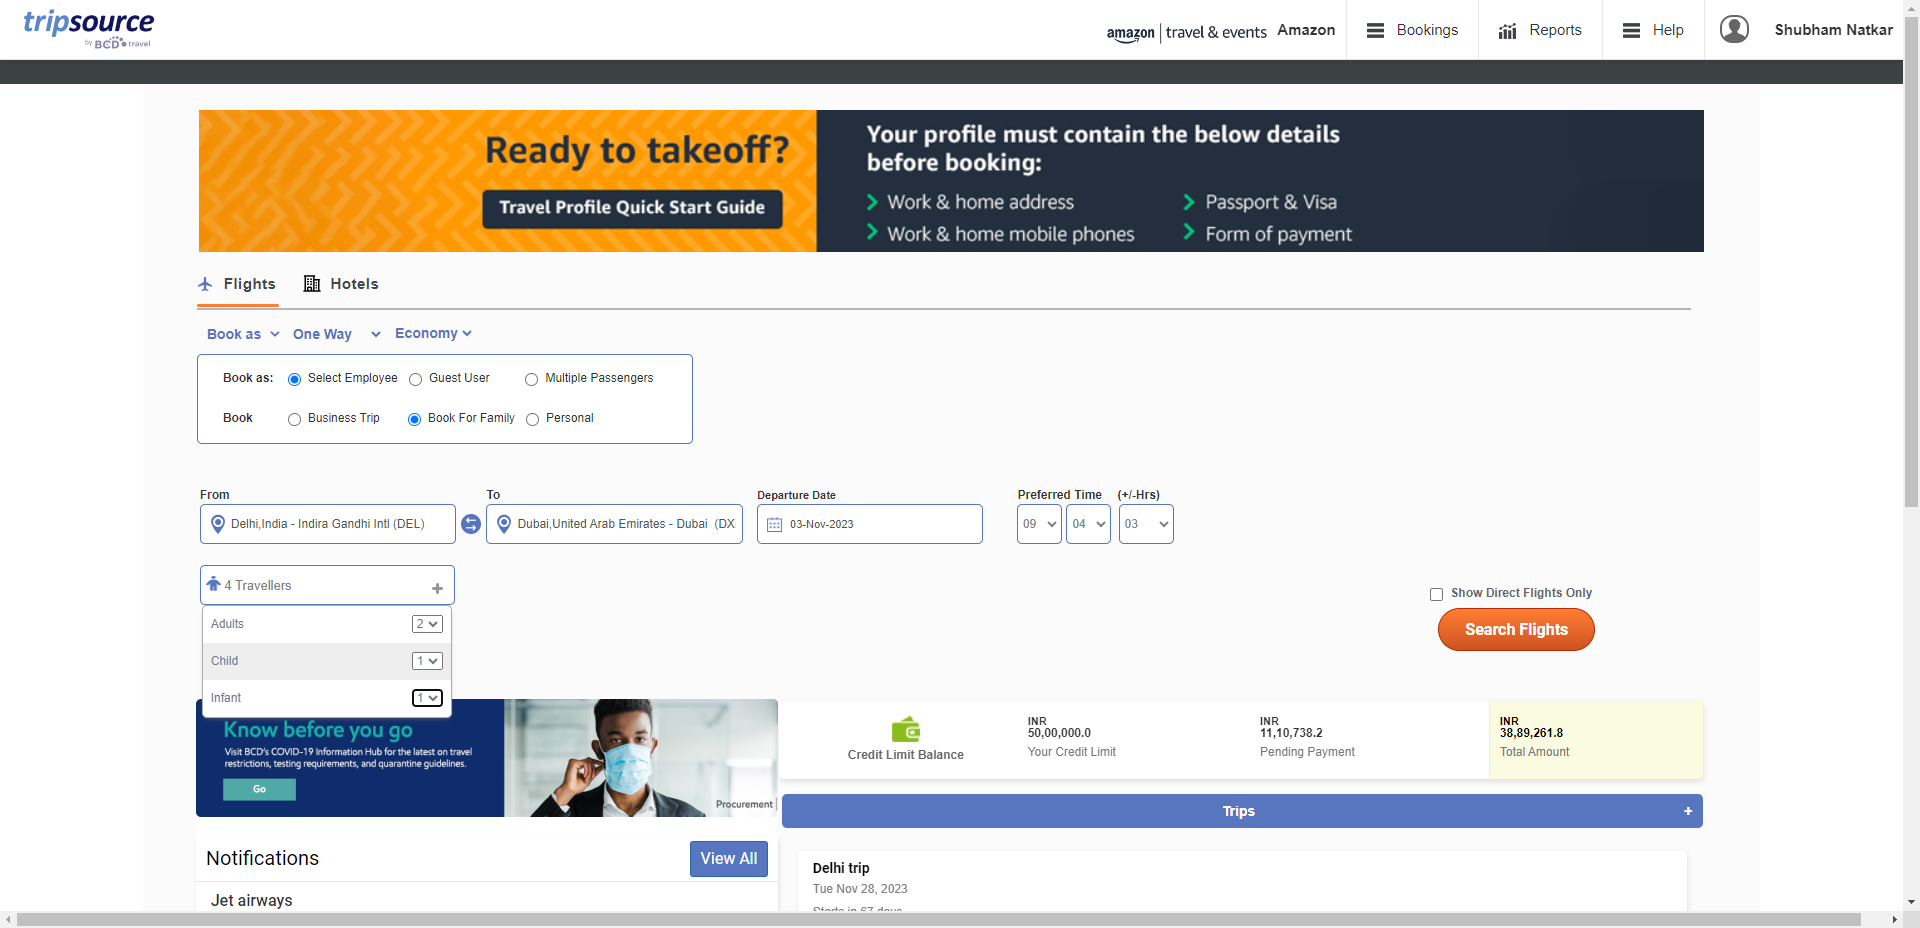 tripsource
by BCD travel
amazon | travel & events Amazon
Bookings
Reports
Help
Shubham Natkar
Ready to takeoff?
Travel Profile Quick Start Guide
Your profile must contain the below details
before booking:
Work & home address
Passport & Visa
Work & home mobile phones
Form of payment
Flights
Hotels
Book as
One Way
Economy
Book as: Select Employee Guest User Multiple Passengers
Book Business Trip Book For Family Personal
From
To
Departure Date
Preferred Time (+/-Hrs)
Delhi,India - Indira Gandhi Intl (DEL)
Dubai,United Arab Emirates - Dubai (DX
03-Nov-2023
09 04 03
4 Travellers +
Adults 2
Child 1
Infant 1
Show Direct Flights Only
Search Flights
Know before you go
Visit BCD's COVID-19 Information Hub for the latest on travel
restrictions, testing requirements, and quarantine guidelines.
Go
Procurement |
Credit Limit Balance
INR
50,00,000.0
Your Credit Limit
INR
11,10,738.2
Pending Payment
INR
38,89,261.8
Total Amount
Trips +
Notifications
View All
Jet airways
Delhi trip
Tue Nov 28, 2023
Starts in 67 days